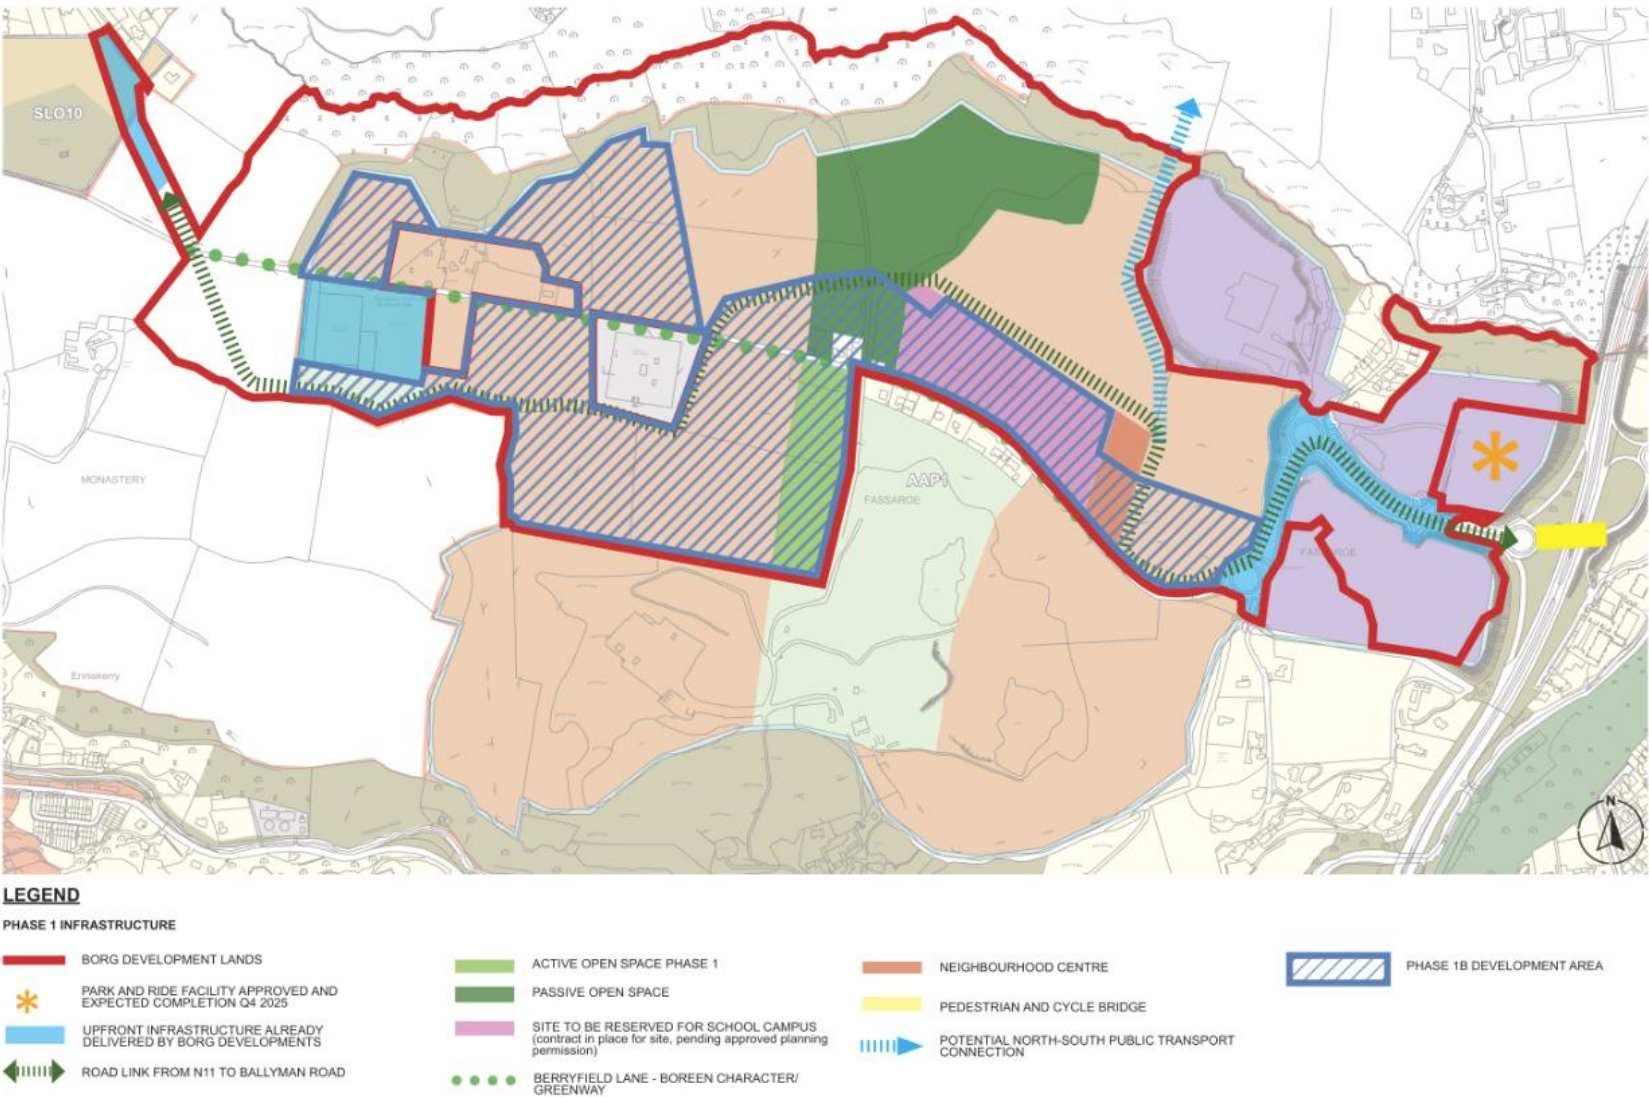 SLO10
MONASTERY
Enniskerry
AAP1
FASSAROE
FASSAROE
N
LEGEND
PHASE 1 INFRASTRUCTURE
BORG DEVELOPMENT LANDS
PARK AND RIDE FACILITY APPROVED AND
EXPECTED COMPLETION Q4 2025
UPFRONT INFRASTRUCTURE ALREADY
DELIVERED BY BORG DEVELOPMENTS
ROAD LINK FROM N11 TO BALLYMAN ROAD
ACTIVE OPEN SPACE PHASE 1
PASSIVE OPEN SPACE
SITE TO BE RESERVED FOR SCHOOL CAMPUS
(contract in place for site, pending approved planning
permission)
BERRYFIELD LANE - BOREEN CHARACTER/
GREENWAY
NEIGHBOURHOOD CENTRE
PEDESTRIAN AND CYCLE BRIDGE
POTENTIAL NORTH-SOUTH PUBLIC TRANSPORT
CONNECTION
PHASE 1B DEVELOPMENT AREA